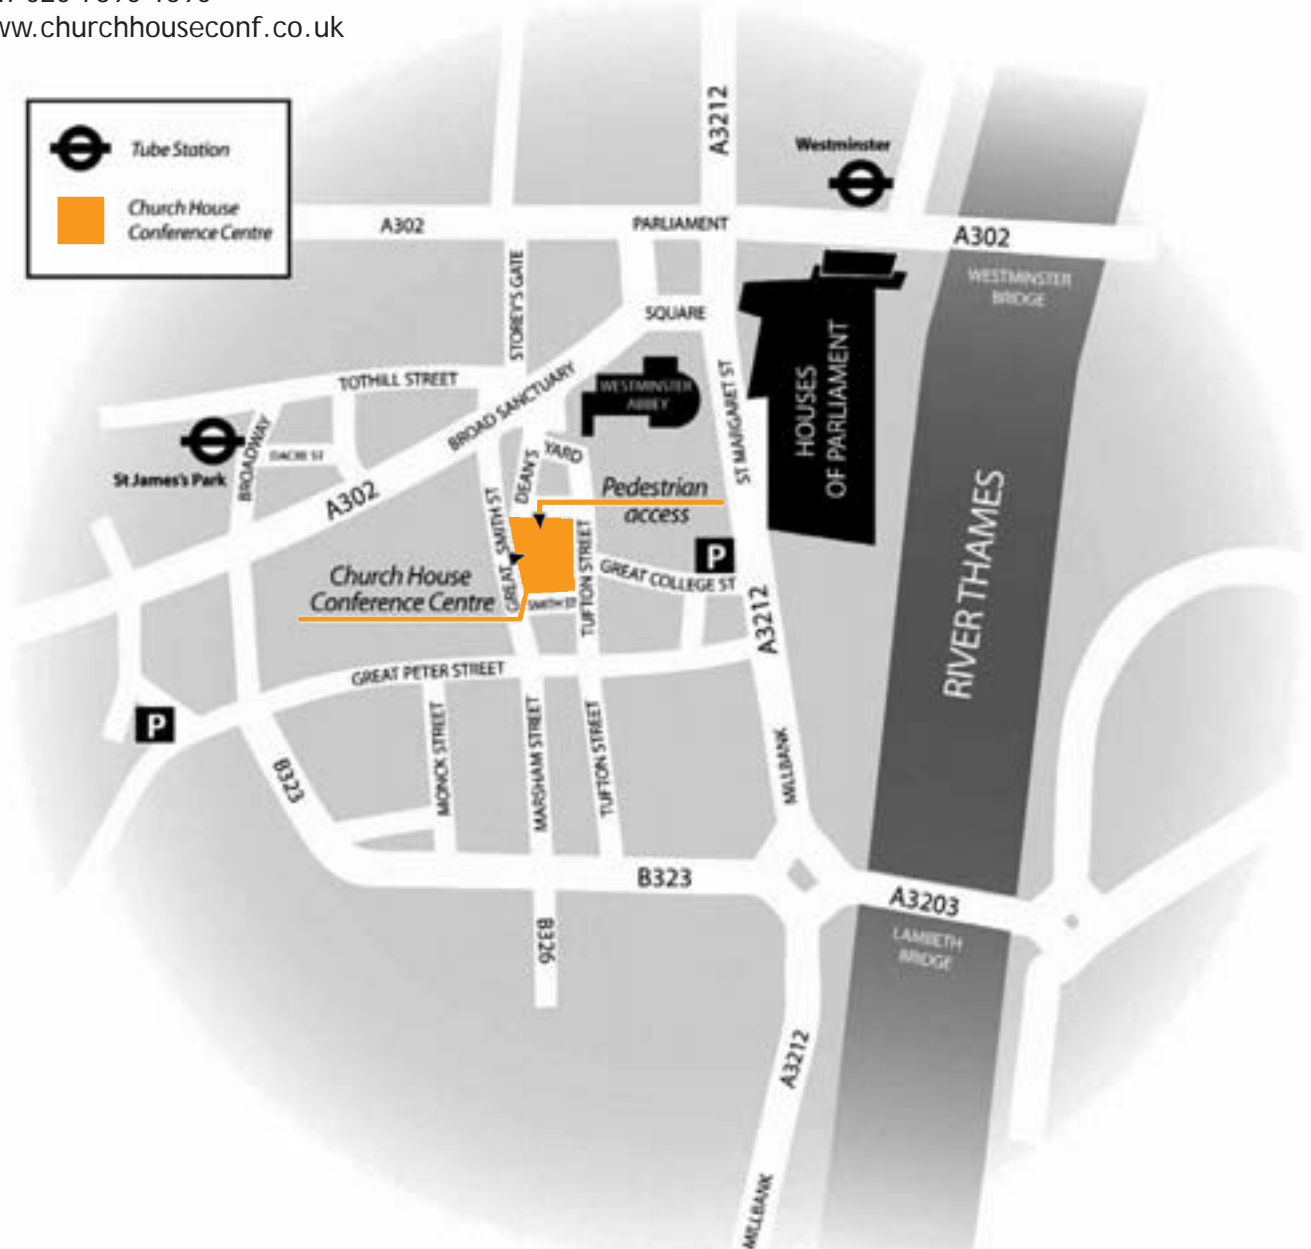 ww.churchhouseconf.co.uk
Tube Station
Church House
Conference Centre
A3212
Westminster
A302
PARLIAMENT
A302
WESTMINSTER
BRIDGE
STOREY'S GATE
SQUARE
TOTHILL STREET
BROAD SANCTUARY
WESTMINSTER
ABBEY
ST MARGARET ST
HOUSES
OF PARLIAMENT
St James's Park
BROADWAY
DACRE ST
A302
DEAN'S
YARD
Pedestrian
access
GREAT SMITH ST
TUFTON STREET
P
GREAT COLLEGE ST
RIVER THAMES
Church House
Conference Centre
SMITH ST
A3212
GREAT PETER STREET
P
B323
MONCK STREET
MARSHAM STREET
TUFTON STREET
MILLBANK
B323
A3203
LAMBETH
BRIDGE
B326
A3212
MILLBANK